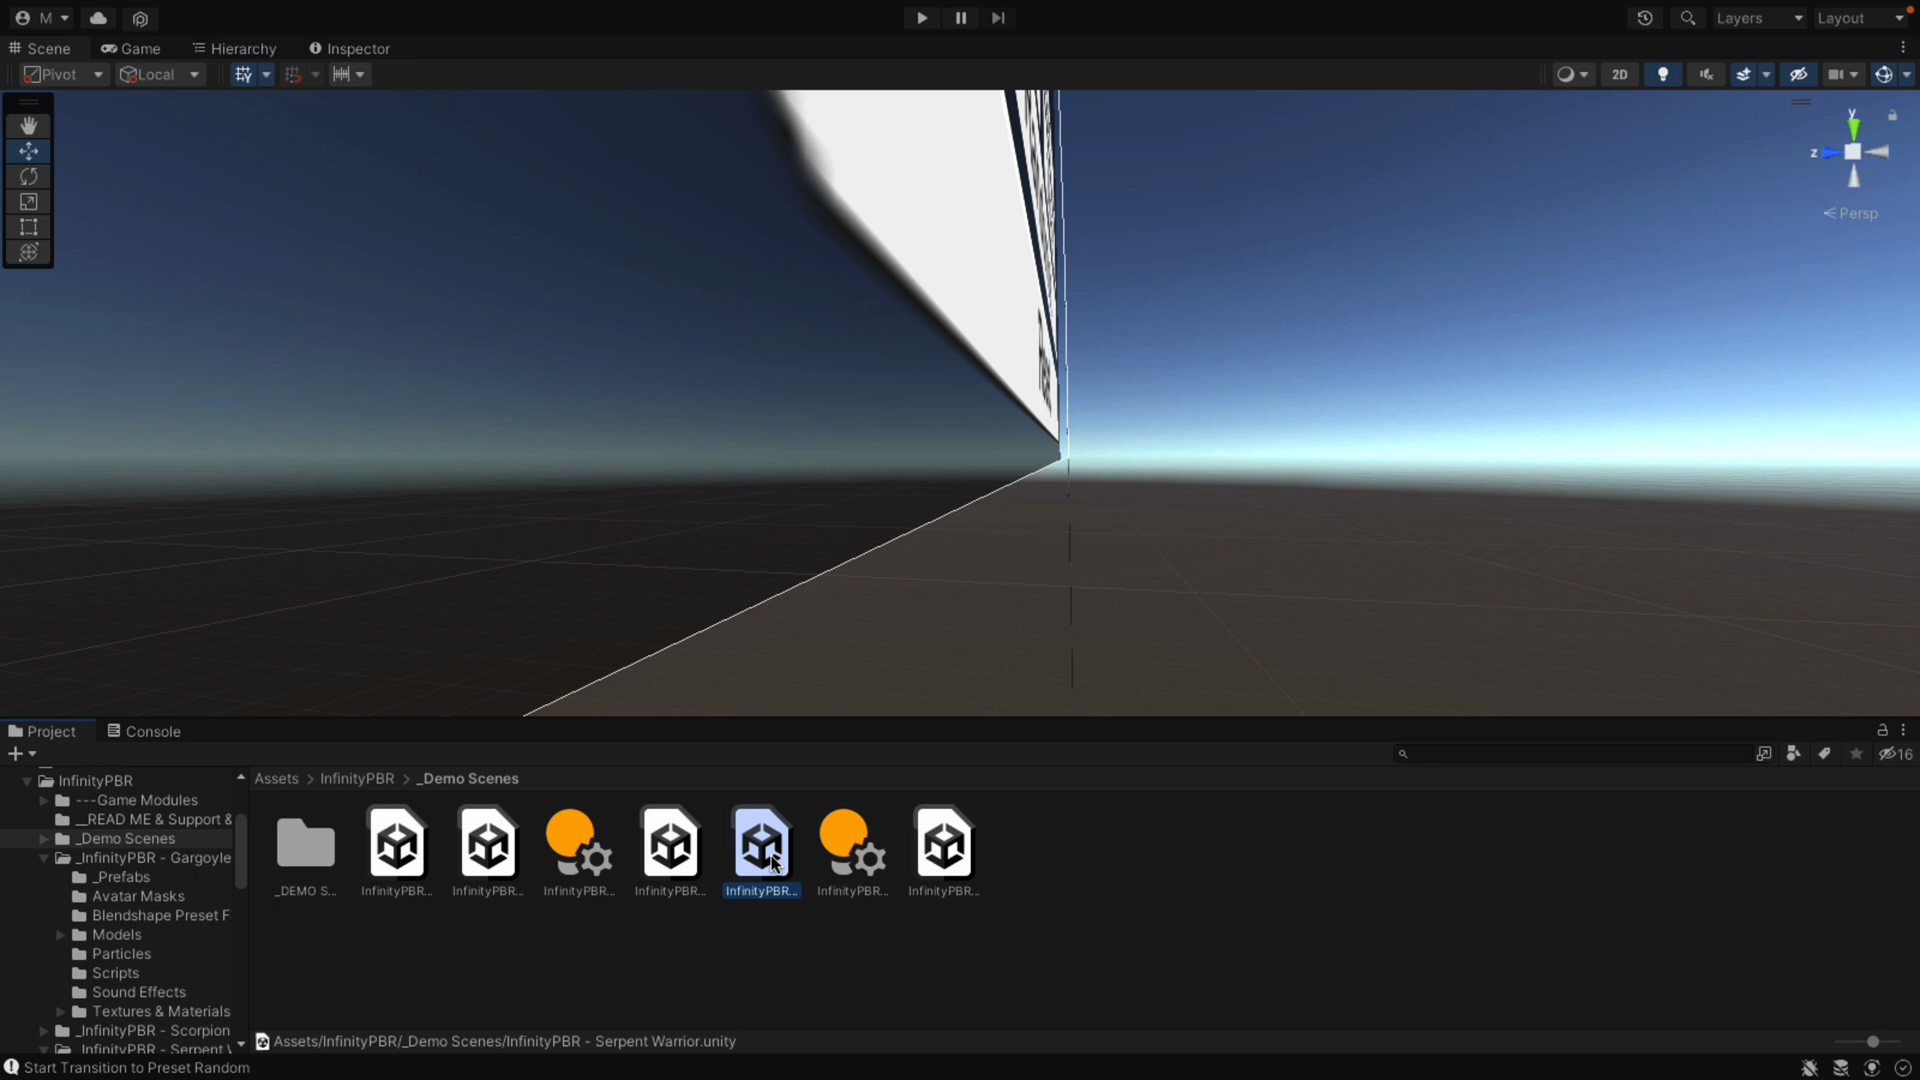 M
Layers
Layout
Scene
Game
Hierarchy
Inspector
Pivot
Local
2D
y
z
Persp
Project
Console
16
InfinityPBR
---Game Modules
__READ ME & Support &
_Demo Scenes
_InfinityPBR - Gargoyle
_Prefabs
Avatar Masks
Blendshape Preset F
Models
Particles
Scripts
Sound Effects
Textures & Materials
_InfinityPBR - Scorpion
_InfinityPBR - Serpent
Assets > InfinityPBR > _Demo Scenes
_DEMO S...
InfinityPBR...
InfinityPBR...
InfinityPBR...
InfinityPBR...
InfinityPBR...
InfinityPBR...
InfinityPBR...
Assets/InfinityPBR/_Demo Scenes/InfinityPBR - Serpent Warrior.unity
Start Transition to Preset Random